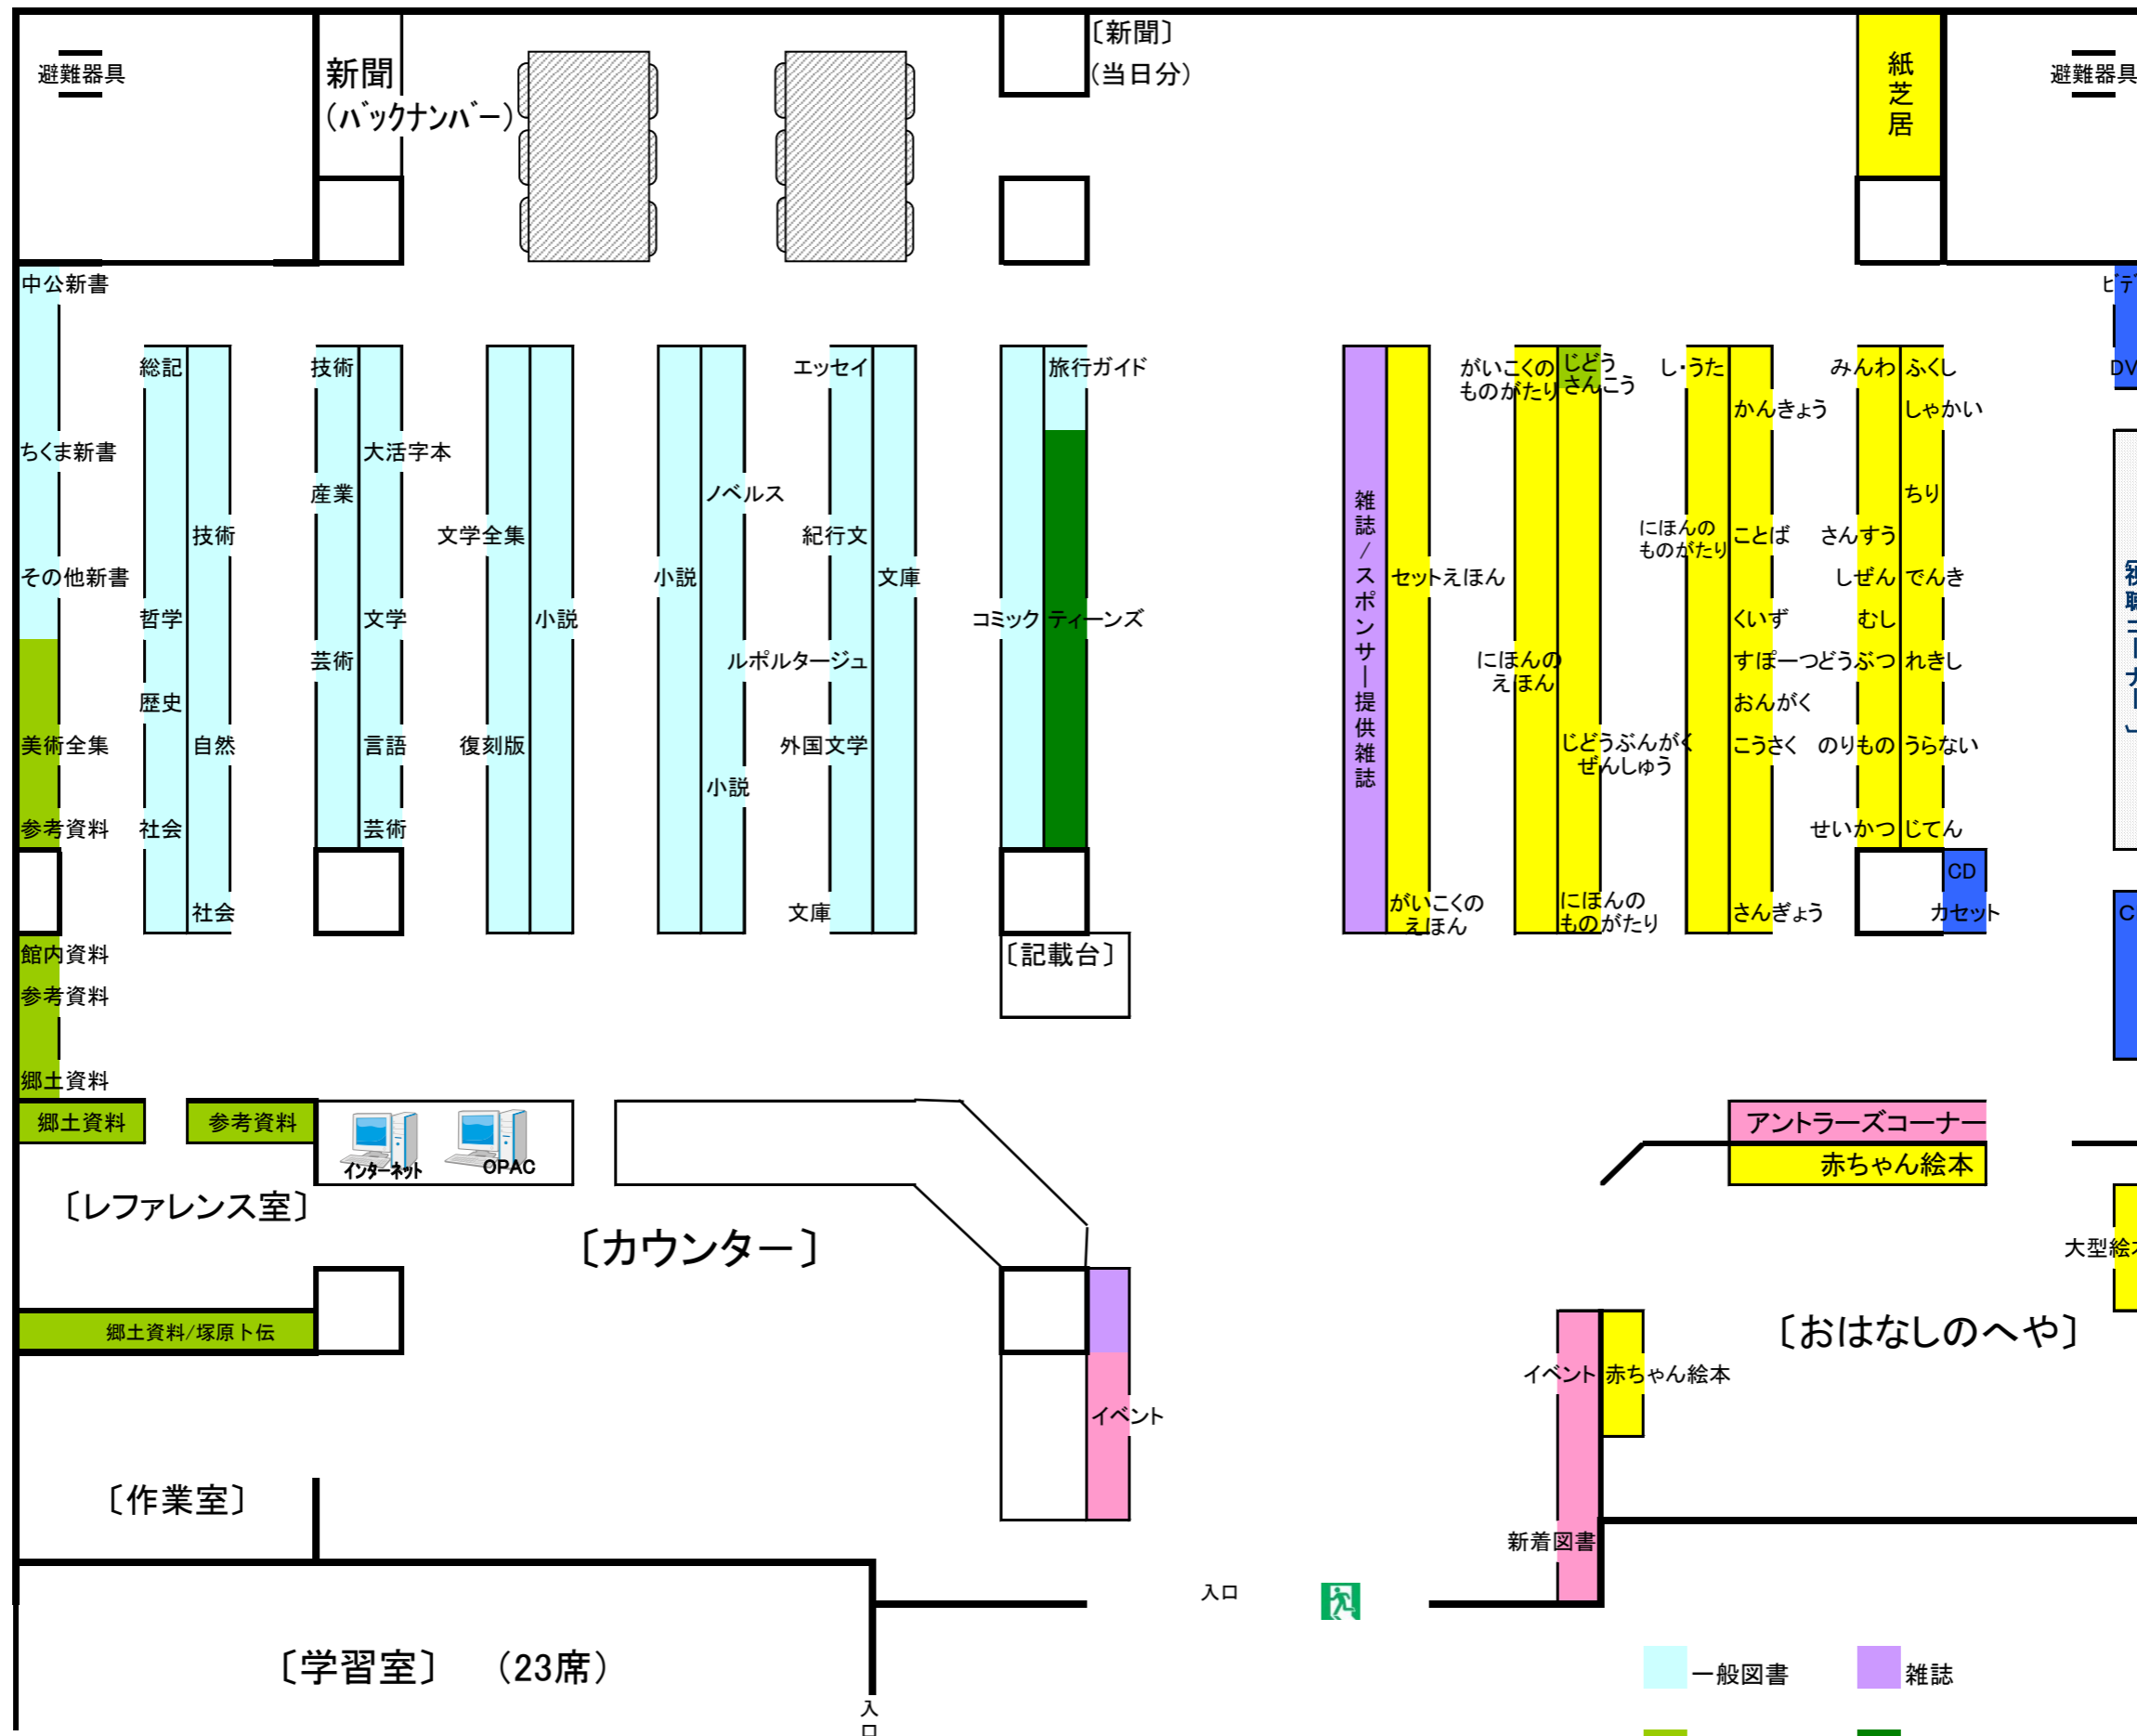 避難器具
新聞
(バックナンバー)
〔新聞〕
(当日分)
紙芝居
避難器具
中公新書
ちくま新書
その他新書
美術全集
参考資料
館内資料
参考資料
郷土資料
総記
哲学
歴史
社会
技術
自然
社会
技術
産業
芸術
大活字本
文学
言語
芸術
文学全集
復刻版
小説
小説
ノベルス
小説
エッセイ
紀行文
ルポルタージュ
外国文学
文庫
文庫
コミック
旅行ガイド
ティーンズ
〔記載台〕
雑誌/スポンサー提供雑誌
セットえほん
がいこくの
えほん
がいこくの
ものがたり
にほんの
えほん
じどう
さんこう
じどうぶんがく
ぜんしゅう
にほんの
ものがたり
し・うた
にほんの
ものがたり
かんきょう
ことば
くいず
すぽーつ
おんがく
こうさく
さんぎょう
みんわ
さんすう
しぜん
むし
どうぶつ
のりもの
せいかつ
ふくし
しゃかい
ちり
でんき
れきし
うらない
じてん
CD
カセット
ビデ
DV
C
郷土資料
参考資料
インターネット
OPAC
アントラーズコーナー
赤ちゃん絵本
〔レファレンス室〕
〔カウンター〕
大型絵本
郷土資料/塚原卜伝
〔おはなしのへや〕
イベント
イベント
赤ちゃん絵本
〔作業室〕
新着図書
入口
〔学習室〕 (23席)
入口
一般図書
雑誌